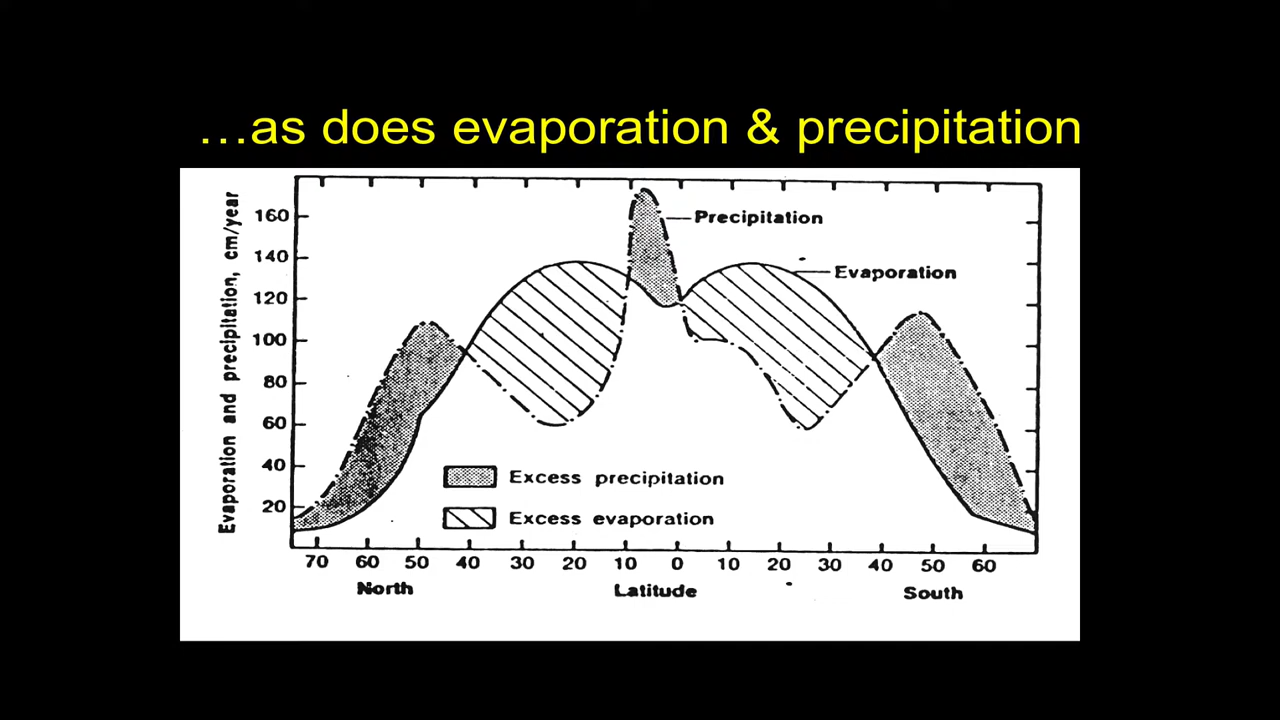 ...as does evaporation & precipitation
Evaporation and precipitation, cm/year
160
140
120
100
80
60
40
20
Precipitation
Evaporation
Excess precipitation
Excess evaporation
70 60 50 40 30 20 10 0 10 20 30 40 50 60
North Latitude South